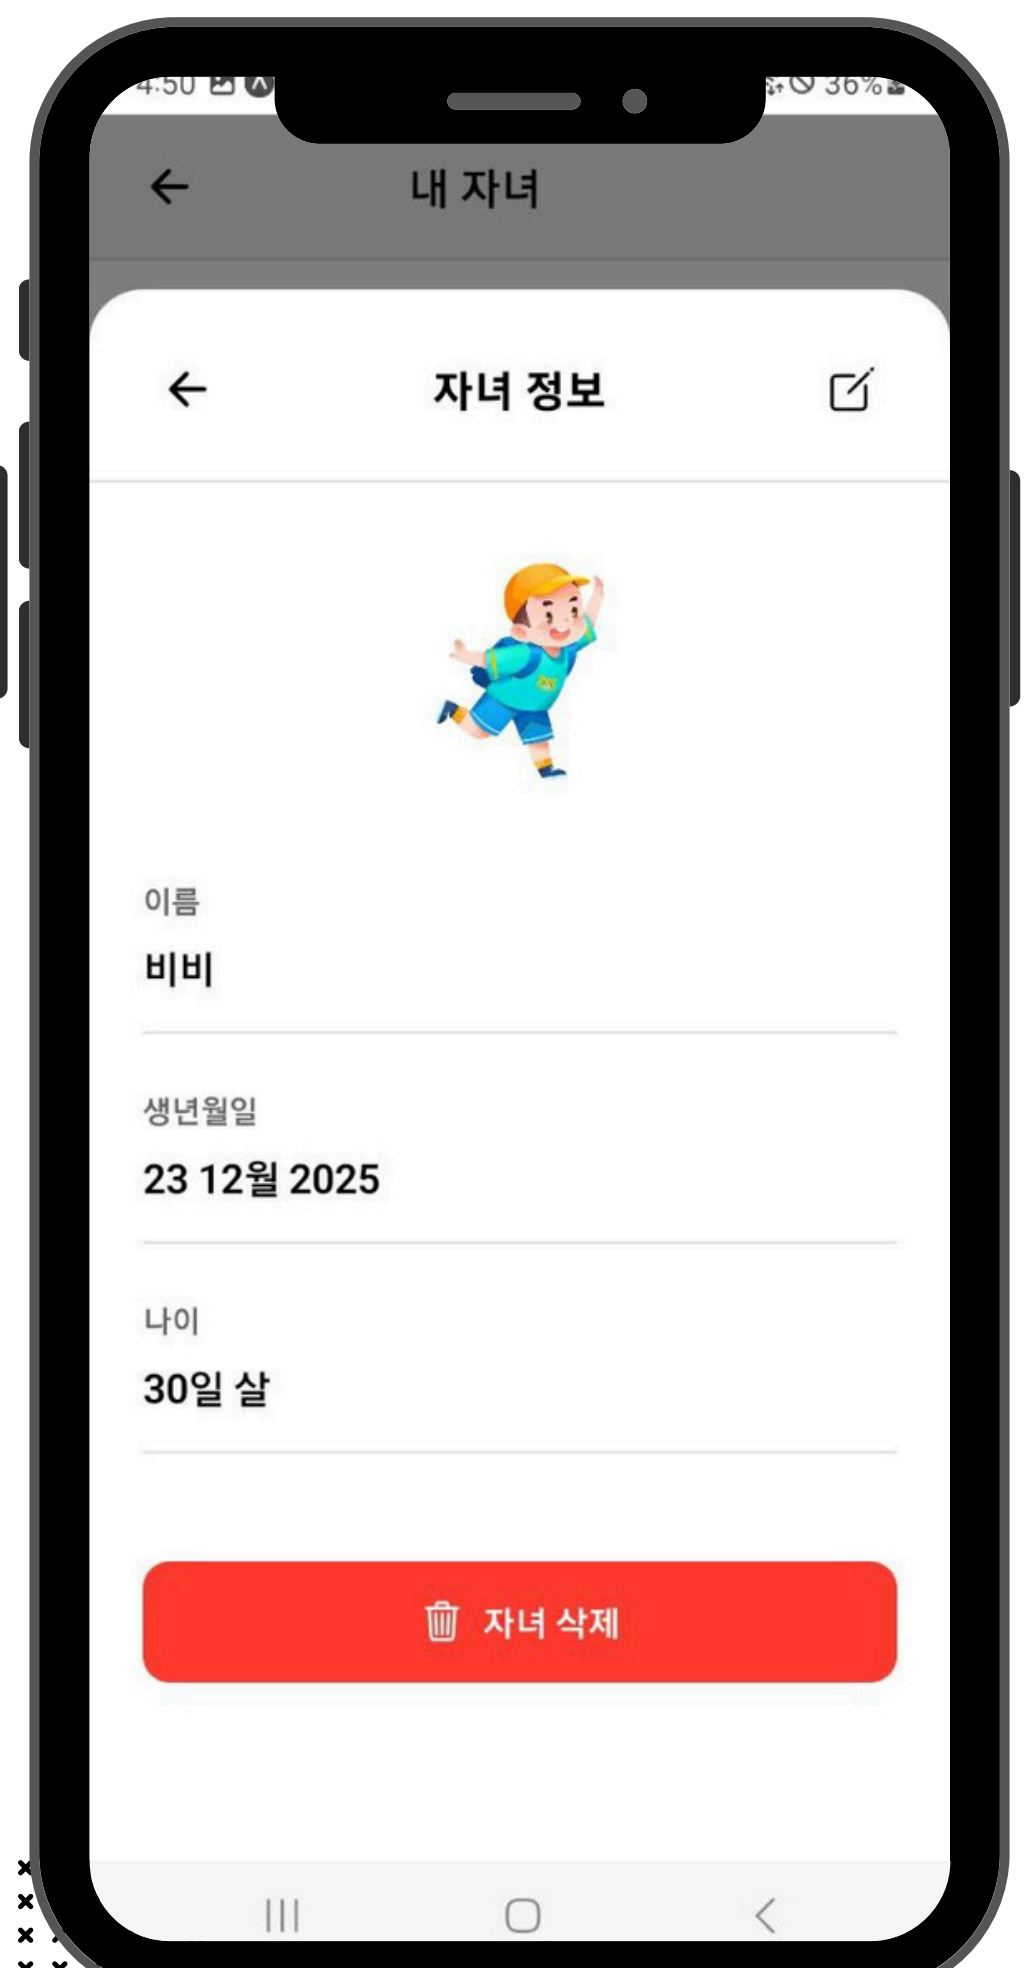 4:50 36%
내 자녀
자녀 정보
이름
비비
생년월일
23 12월 2025
나이
30일 살
자녀 삭제